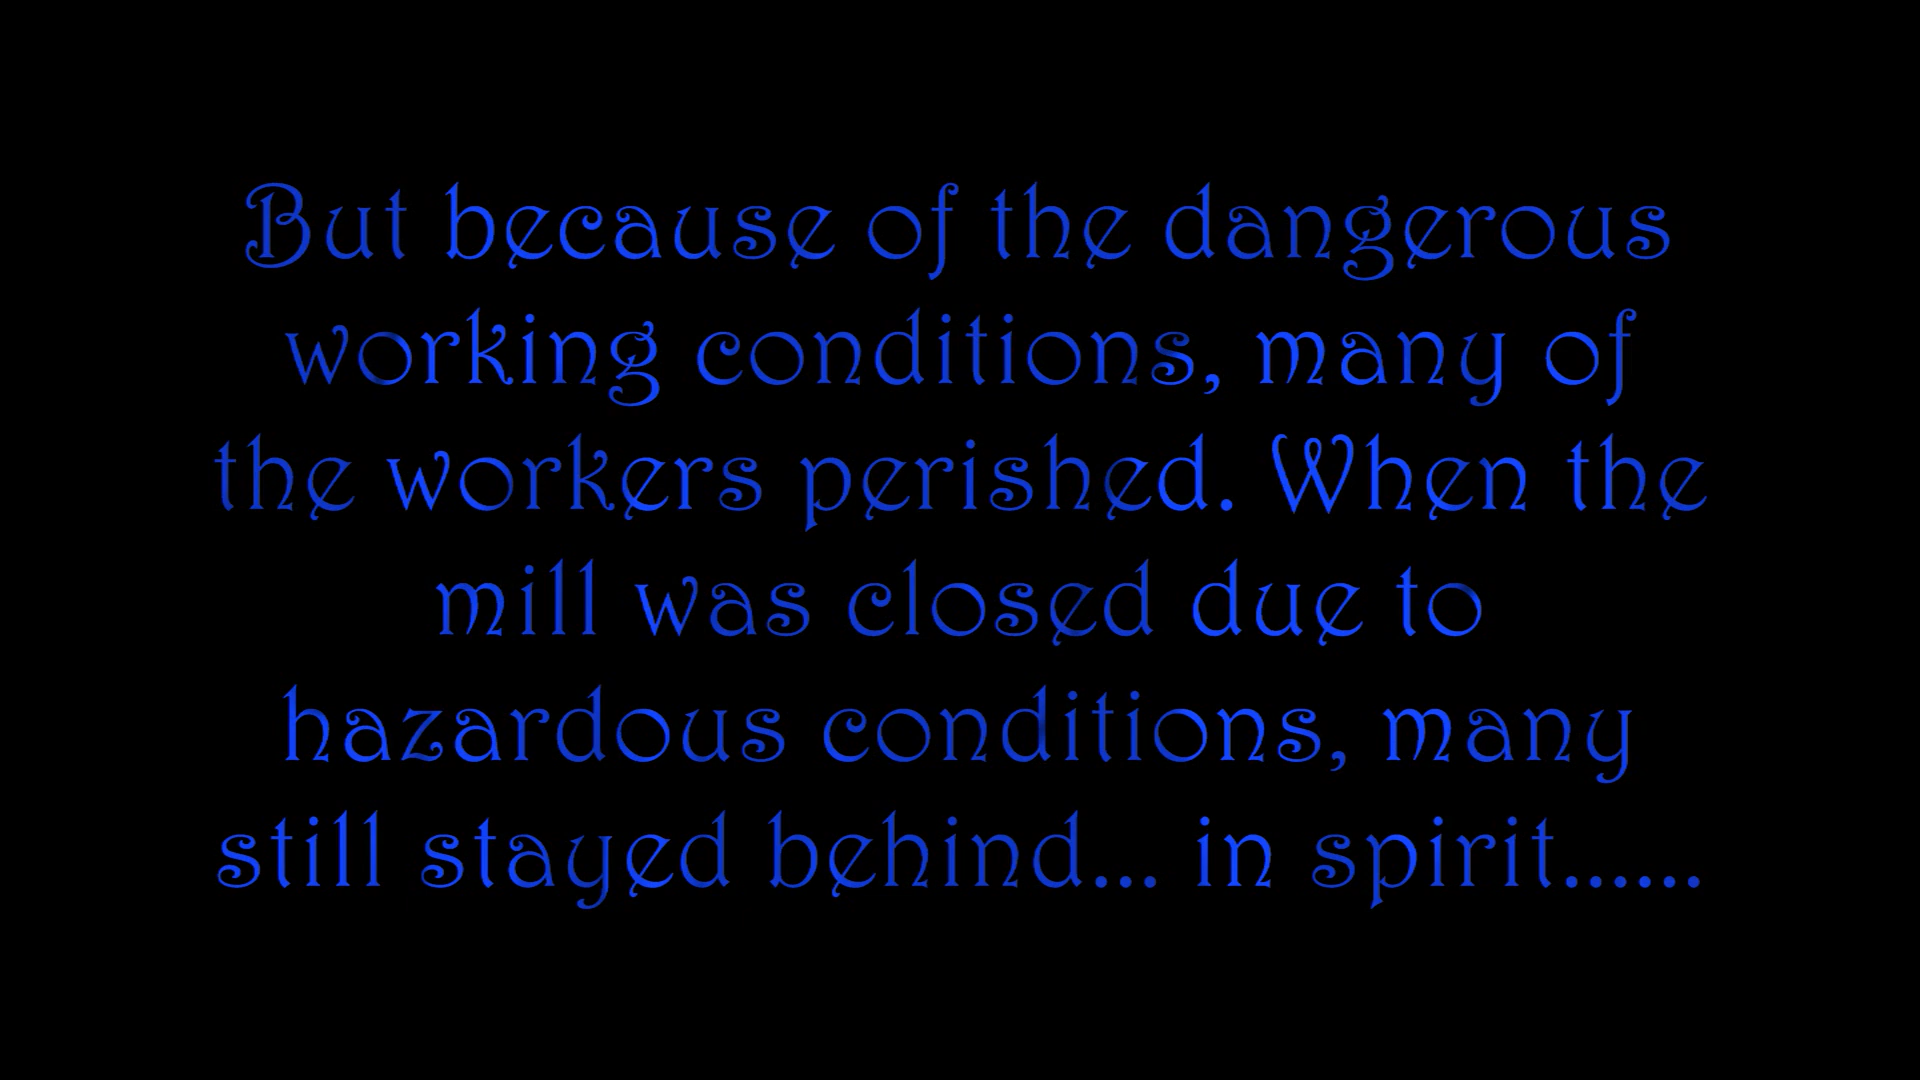 But because of the dangerous
working conditions, many of
the workers perished. When the
mill was closed due to
hazardous conditions, many
still stayed behind... in spirit......